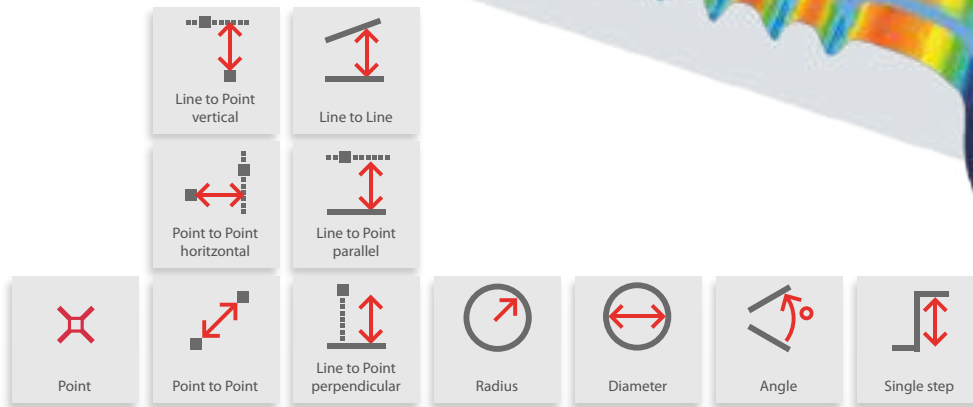 Line to Point
vertical
Line to Line
Point to Point
horitzontal
Line to Point
parallel
Point
Point to Point
Line to Point
perpendicular
Radius
Diameter
Angle
Single step